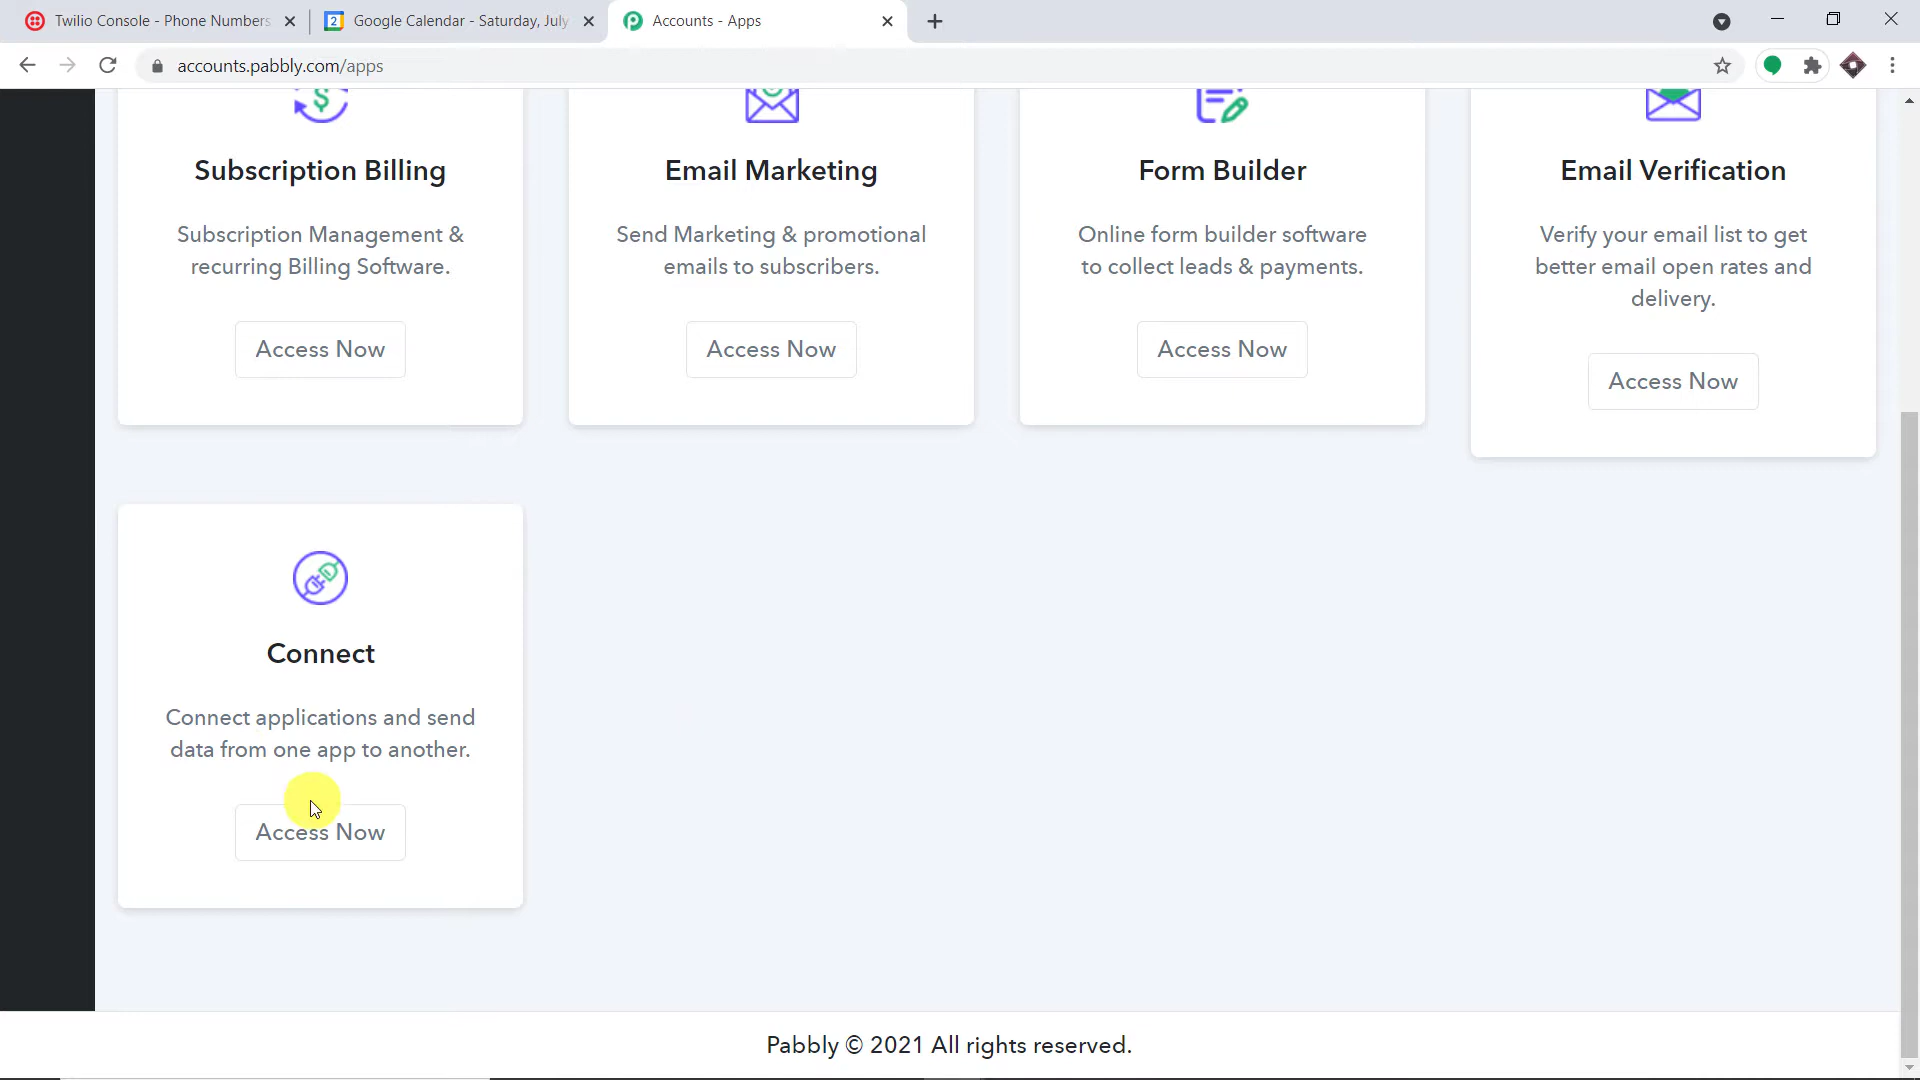 Twilio Console - Phone Numbers
2
Google Calendar - Saturday, July
Accounts - Apps
accounts.pabbly.com/apps
Subscription Billing
Subscription Management &
recurring Billing Software.
Access Now
Email Marketing
Send Marketing & promotional
emails to subscribers.
Access Now
Form Builder
Online form builder software
to collect leads & payments.
Access Now
Email Verification
Verify your email list to get
better email open rates and
delivery.
Access Now
Connect
Connect applications and send
data from one app to another.
Access Now
Pabbly © 2021 All rights reserved.